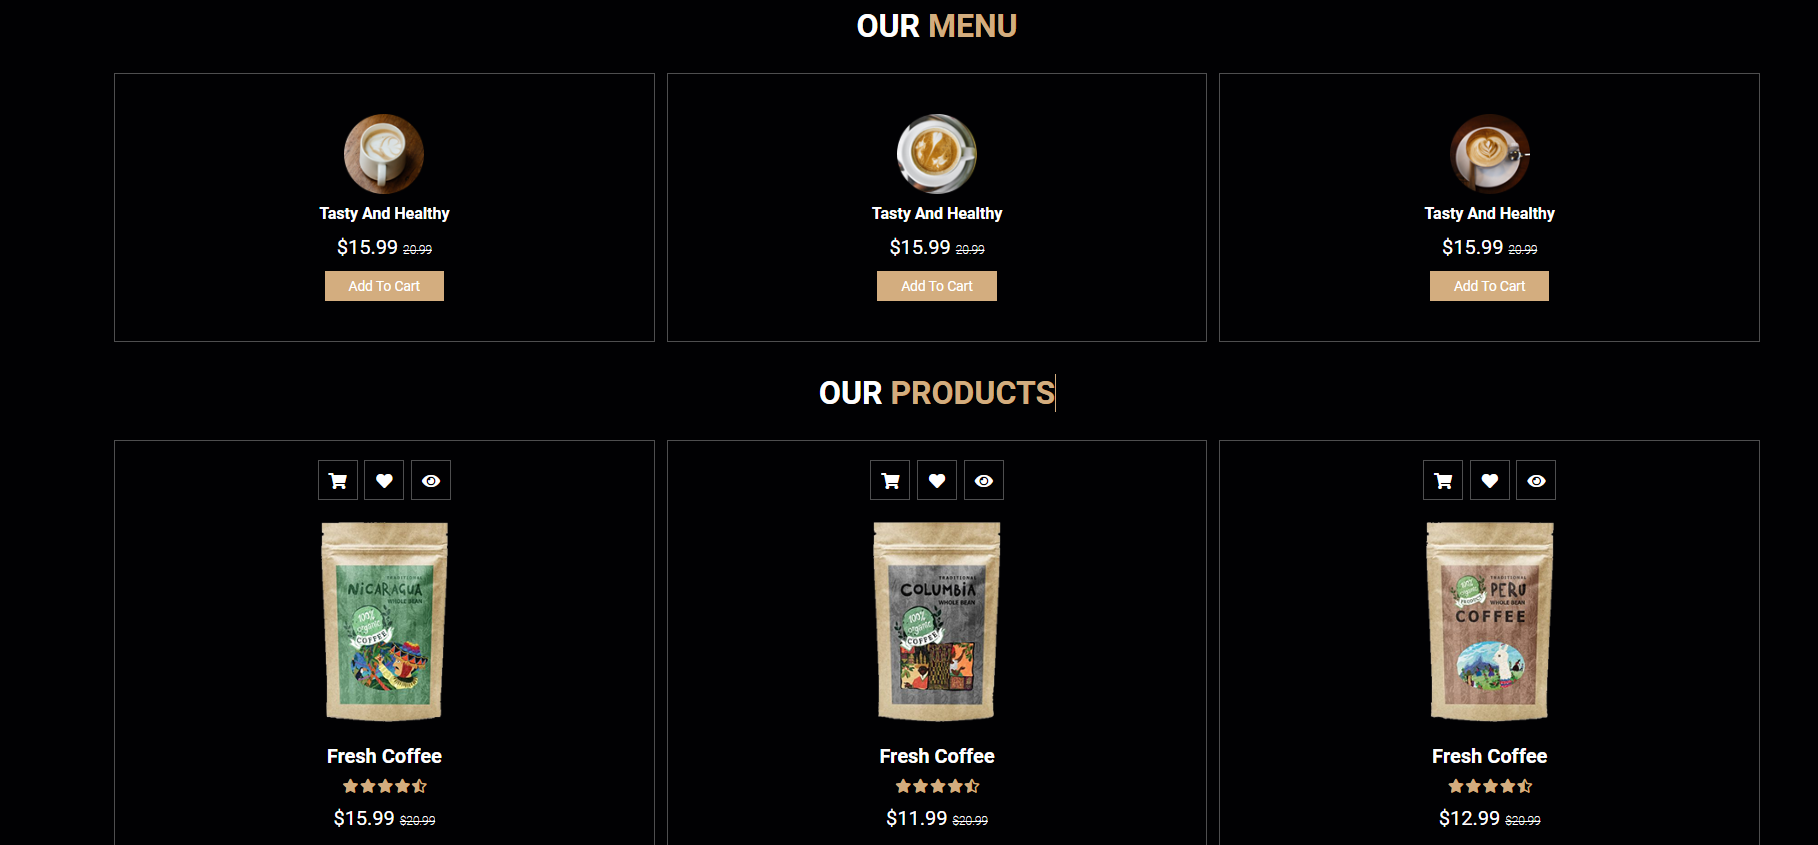 OUR MENU
Tasty And Healthy
$15.99 20.99
Add To Cart
Tasty And Healthy
$15.99 20.99
Add To Cart
Tasty And Healthy
$15.99 20.99
Add To Cart
OUR PRODUCTS
TRADITIONAL
NiCARAGUA
WHOLE BEAN
100%
Organic
COFFEE
Fresh Coffee
$15.99 $20.99
TRADITIONAL
COLUMBiA
WHOLE BEAN
100%
Organic
COFFEE
Fresh Coffee
$11.99 $20.99
TRADITIONAL
PERU
WHOLE BEAN
COFFEE
100%
Organic
PRODUCT
Fresh Coffee
$12.99 $20.99